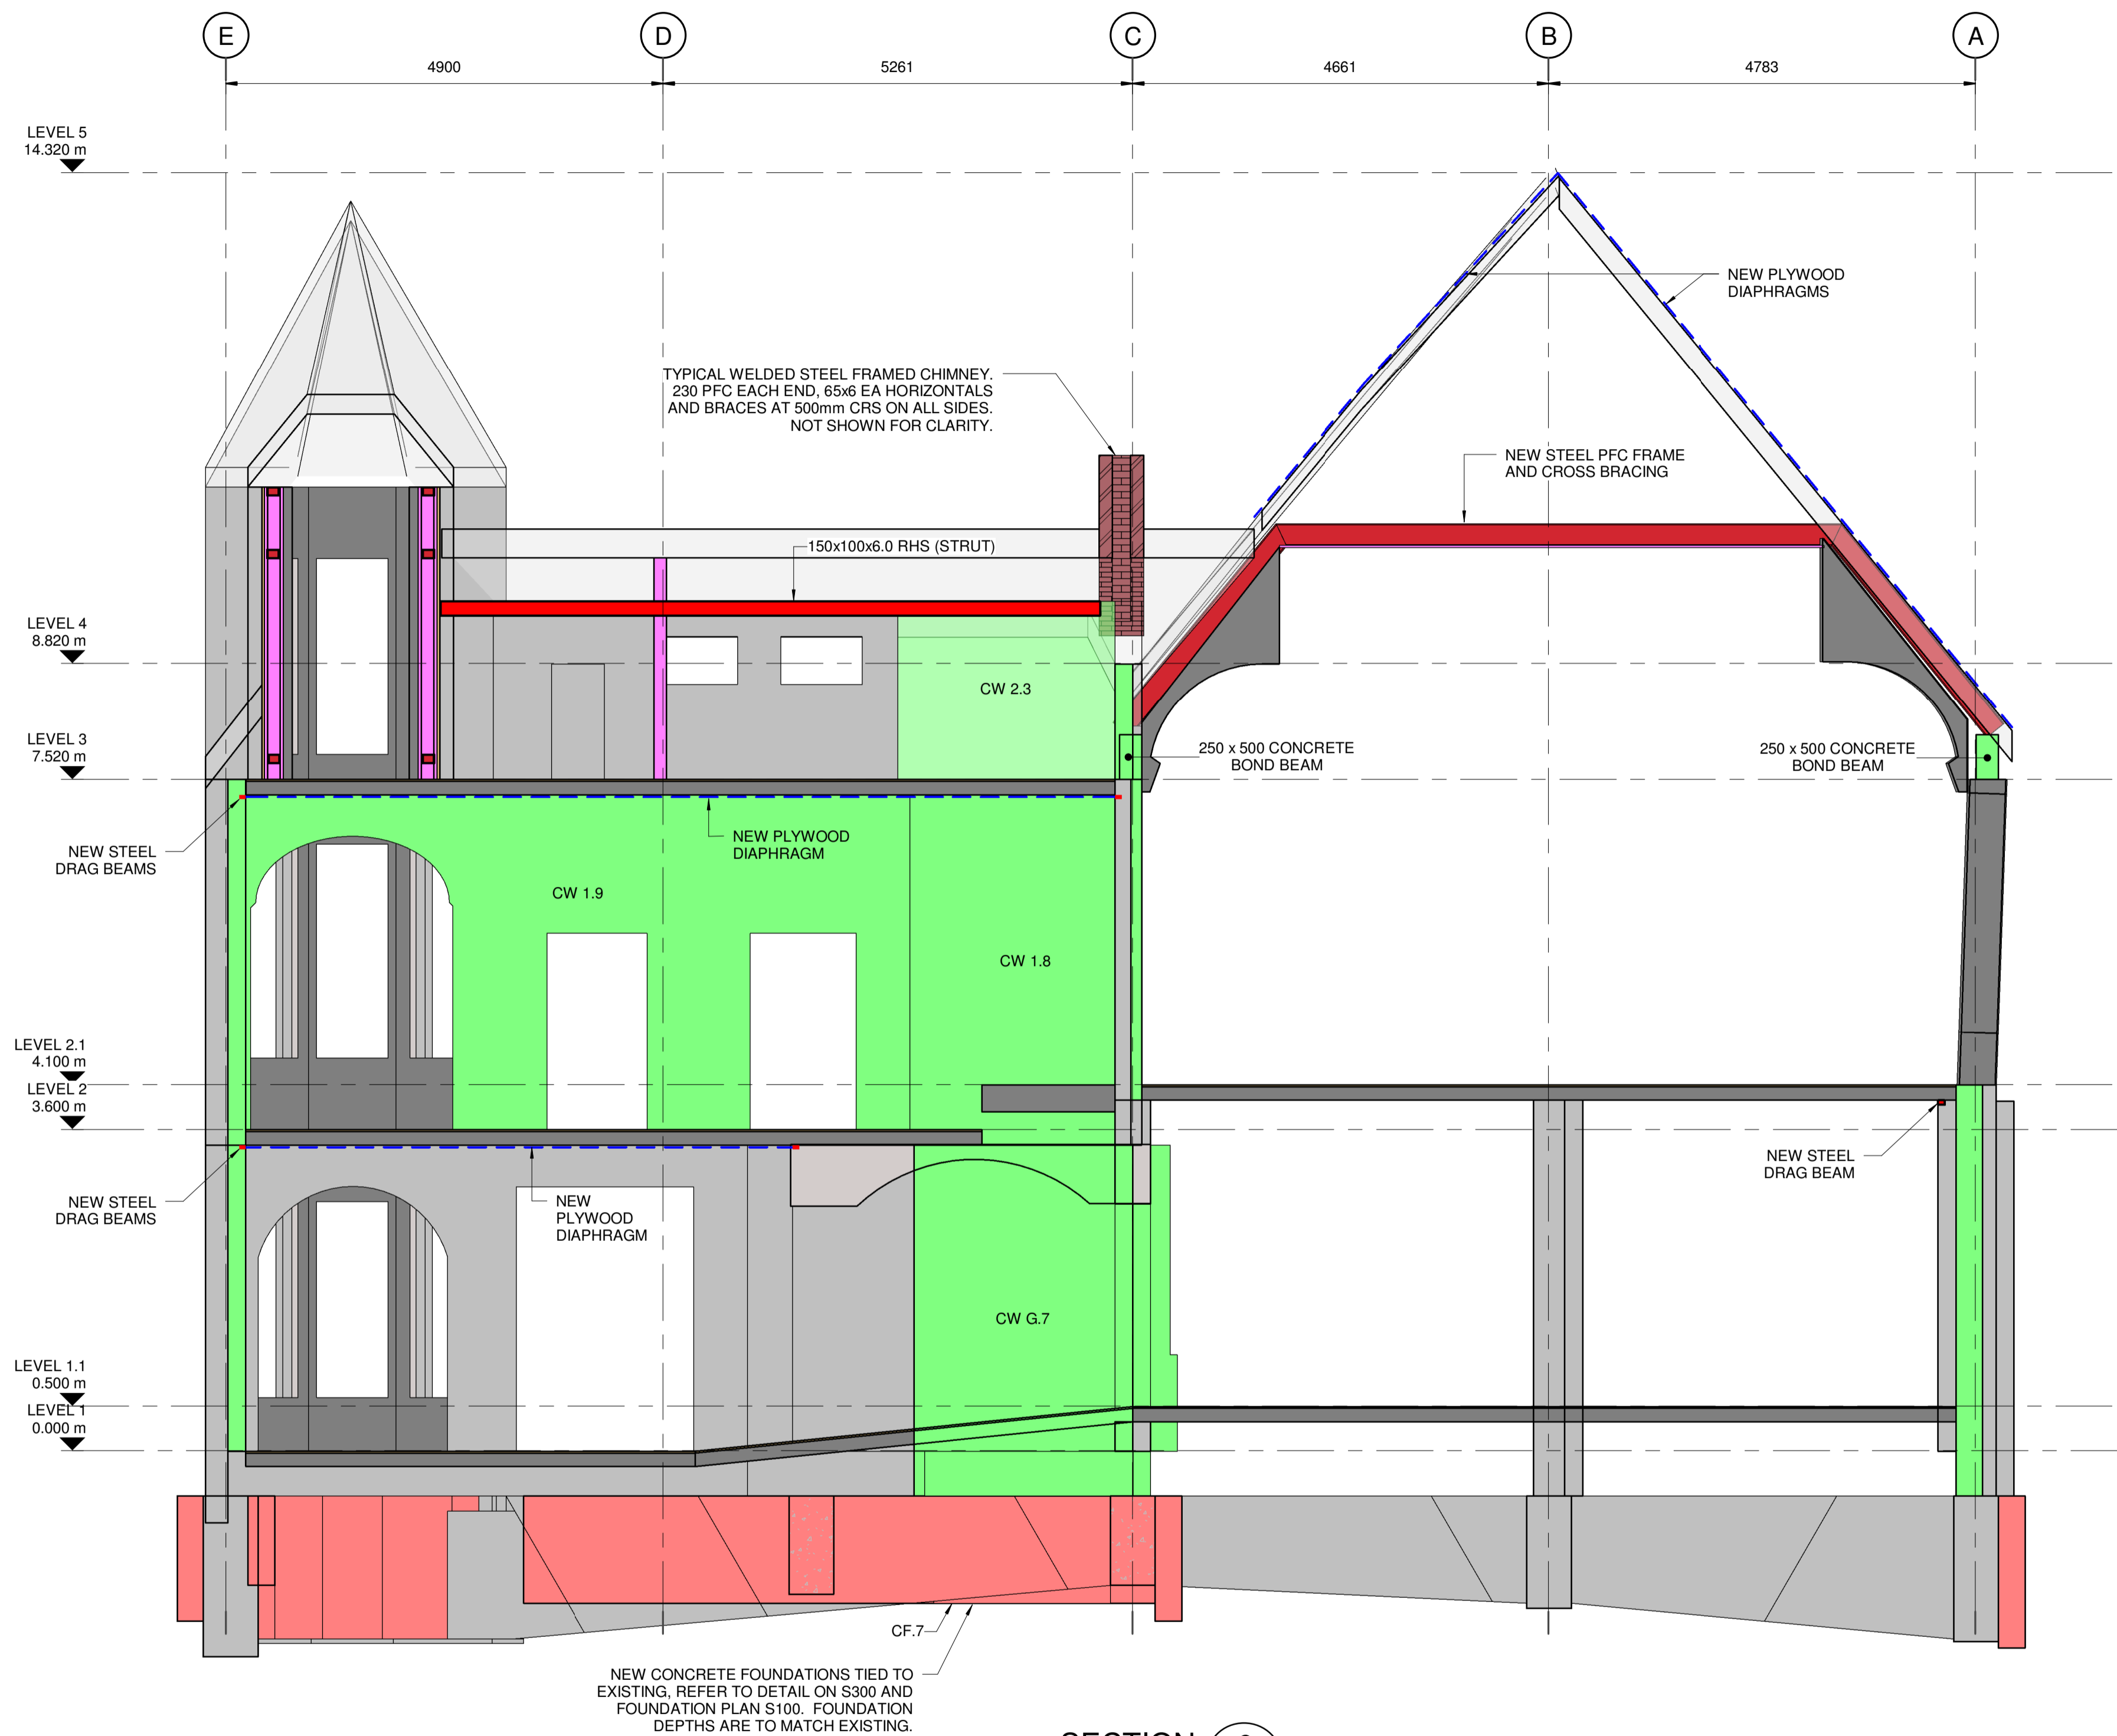 E
D
C
B
A
4900
5261
4661
4783
LEVEL 5
14.320 m
NEW PLYWOOD
DIAPHRAGMS
TYPICAL WELDED STEEL FRAMED CHIMNEY.
230 PFC EACH END, 65x6 EA HORIZONTALS
AND BRACES AT 500mm CRS ON ALL SIDES.
NOT SHOWN FOR CLARITY.
NEW STEEL PFC FRAME
AND CROSS BRACING
150x100x6.0 RHS (STRUT)
LEVEL 4
8.820 m
CW 2.3
LEVEL 3
7.520 m
250 x 500 CONCRETE
BOND BEAM
250 x 500 CONCRETE
BOND BEAM
NEW STEEL
DRAG BEAMS
NEW PLYWOOD
DIAPHRAGM
CW 1.9
CW 1.8
LEVEL 2.1
4.100 m
LEVEL 2
3.600 m
NEW STEEL
DRAG BEAM
NEW STEEL
DRAG BEAMS
NEW
PLYWOOD
DIAPHRAGM
CW G.7
LEVEL 1.1
0.500 m
LEVEL 1
0.000 m
CF.7
NEW CONCRETE FOUNDATIONS TIED TO
EXISTING, REFER TO DETAIL ON S300 AND
FOUNDATION PLAN S100. FOUNDATION
DEPTHS ARE TO MATCH EXISTING.
SECTION